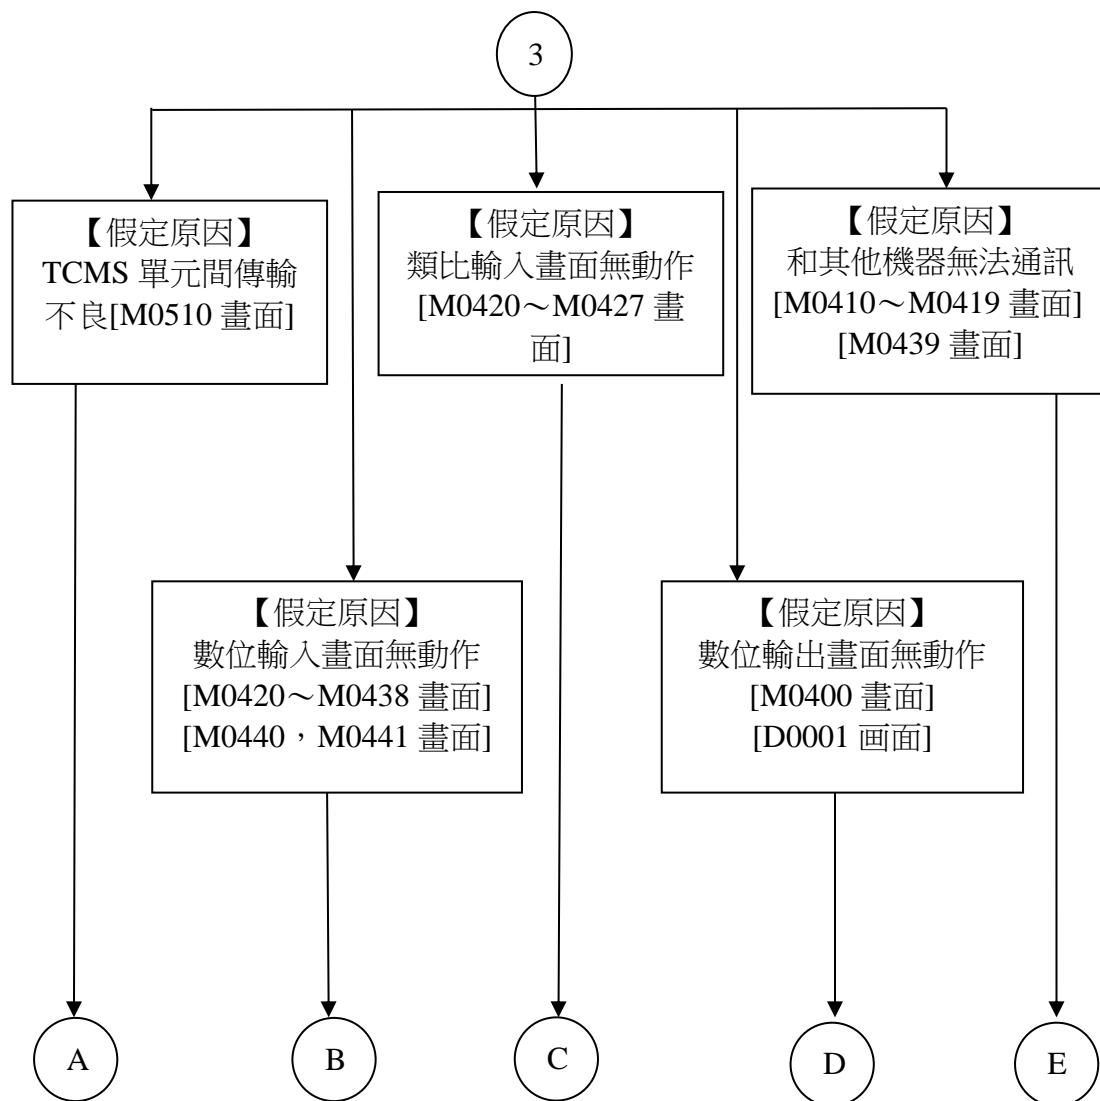 3
【假定原因】
TCMS 單元間傳輸
不良[M0510 畫面]
【假定原因】
類比輸入畫面無動作
[M0420～M0427 畫
面]
【假定原因】
和其他機器無法通訊
[M0410～M0419 畫面]
[M0439 畫面]
【假定原因】
數位輸入畫面無動作
[M0420～M0438 畫面]
[M0440，M0441 畫面]
【假定原因】
數位輸出畫面無動作
[M0400 畫面]
[D0001 画面]
A
B
C
D
E